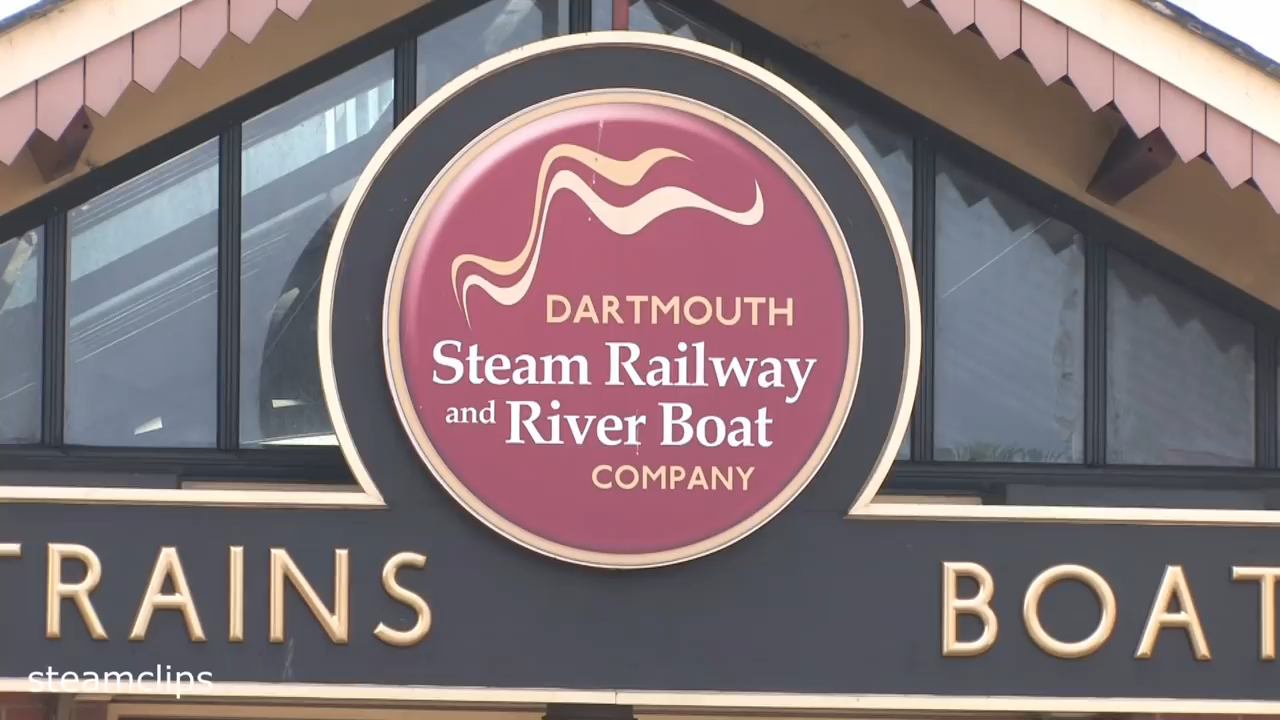 DARTMOUTH
Steam Railway
and River Boat
COMPANY
TRAINS
BOAT
steamclips